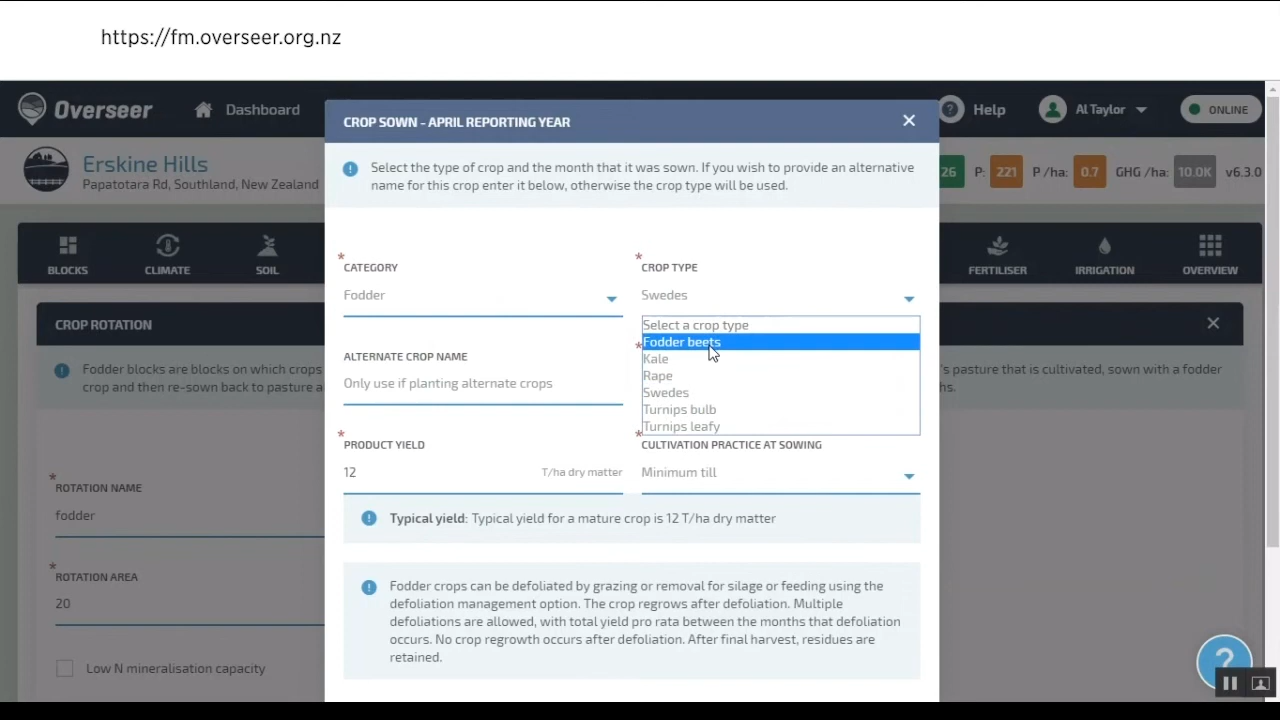 https://fm.overseer.org.nz
Overseer
Dashboard
Help
Al Taylor
ONLINE
Erskine Hills
Papatotara Rd, Southland, New Zealand
26
P:
221
P /ha:
0.7
GHG /ha:
10.0K
v6.3.0
BLOCKS
CLIMATE
SOIL
FERTILISER
IRRIGATION
OVERVIEW
CROP ROTATION
Fodder blocks are blocks on which crops
crop and then re-sown back to pasture a
's pasture that is cultivated, sown with a fodder
hs.
*
ROTATION NAME
fodder
*
ROTATION AREA
20
Low N mineralisation capacity
CROP SOWN - APRIL REPORTING YEAR
Select the type of crop and the month that it was sown. If you wish to provide an alternative
name for this crop enter it below, otherwise the crop type will be used.
*
CATEGORY
Fodder
*
CROP TYPE
Swedes
Select a crop type
Fodder beets
Kale
Rape
Swedes
Turnips bulb
Turnips leafy
ALTERNATE CROP NAME
Only use if planting alternate crops
*
*
PRODUCT YIELD
12
T/ha dry matter
*
CULTIVATION PRACTICE AT SOWING
Minimum till
Typical yield: Typical yield for a mature crop is 12 T/ha dry matter
Fodder crops can be defoliated by grazing or removal for silage or feeding using the
defoliation management option. The crop regrows after defoliation. Multiple
defoliations are allowed, with total yield pro rata between the months that defoliation
occurs. No crop regrowth occurs after defoliation. After final harvest, residues are
retained.
?